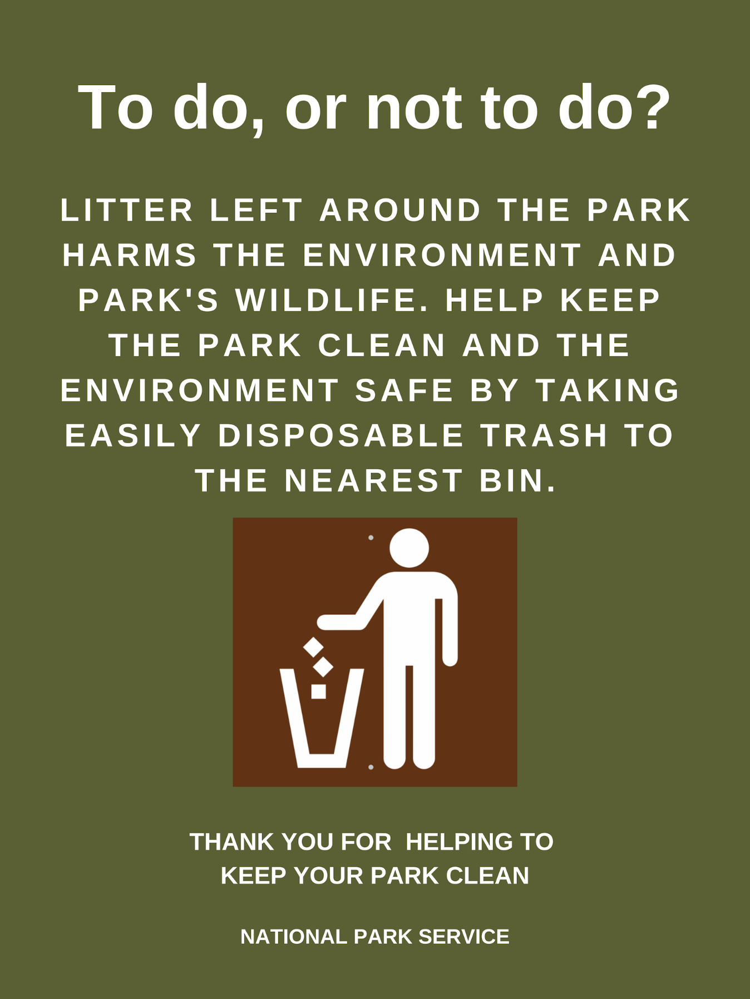 To do, or not to do?
LITTER LEFT AROUND THE PARK
HARMS THE ENVIRONMENT AND
PARK'S WILDLIFE. HELP KEEP
THE PARK CLEAN AND THE
ENVIRONMENT SAFE BY TAKING
EASILY DISPOSABLE TRASH TO
THE NEAREST BIN.
THANK YOU FOR  HELPING TO
KEEP YOUR PARK CLEAN
NATIONAL PARK SERVICE